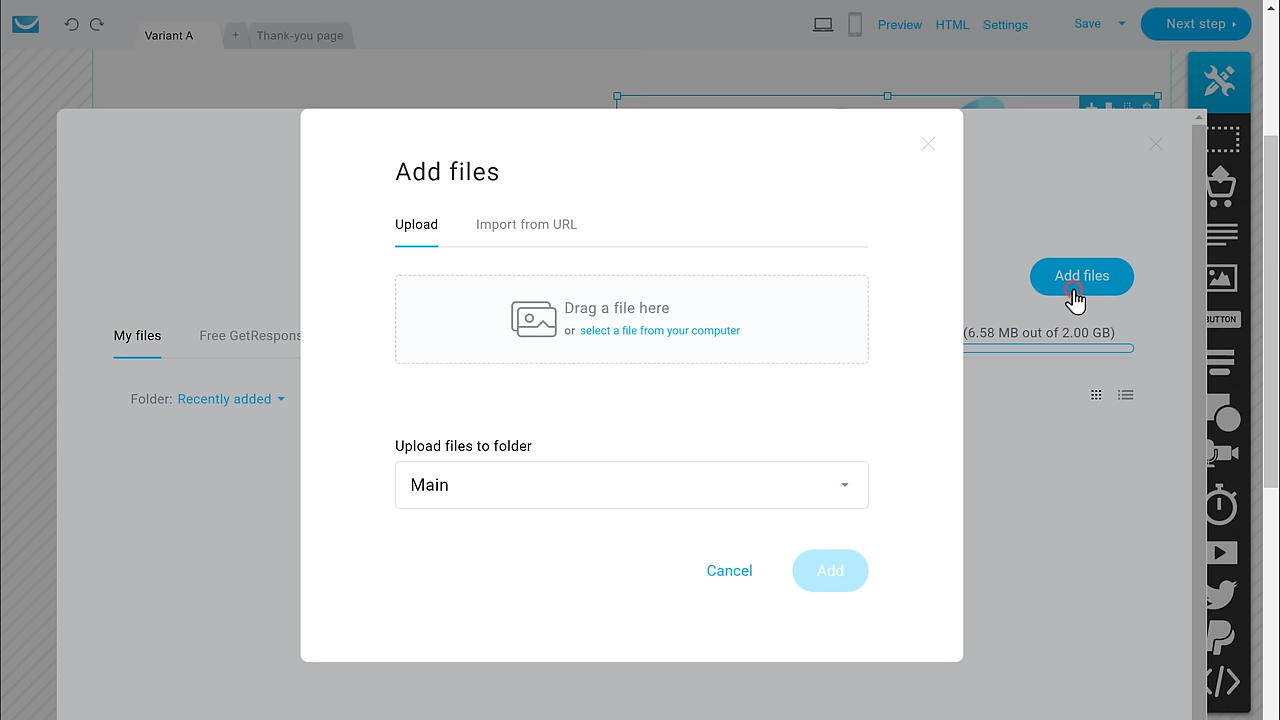 Variant A
+
Thank-you page
Preview
HTML
Settings
Save
Next step
Add files
Upload
Import from URL
Add files
Drag a file here
or select a file from your computer
My files
Free GetRespons
(6.58 MB out of 2.00 GB)
BUTTON
Folder: Recently added
Upload files to folder
Main
Cancel
Add